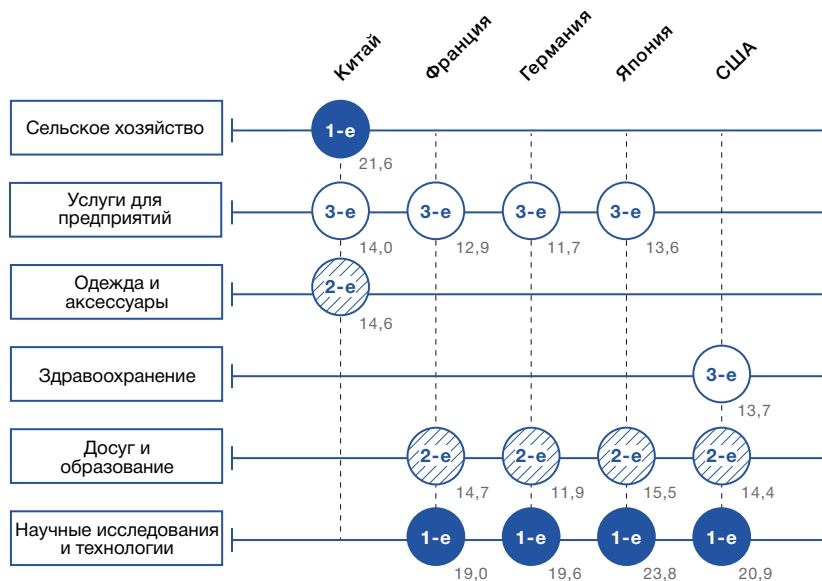 Китай
Франция
Германия
Япония
США
Сельское хозяйство
1-е
21,6
Услуги для
предприятий
3-е
3-е
3-е
3-е
14,0
12,9
11,7
13,6
Одежда и
аксессуары
2-е
14,6
Здравоохранение
3-е
13,7
Досуг и
образование
2-е
2-е
2-е
2-е
14,7
11,9
15,5
14,4
Научные исследования
и технологии
1-е
1-е
1-е
1-е
19,0
19,6
23,8
20,9